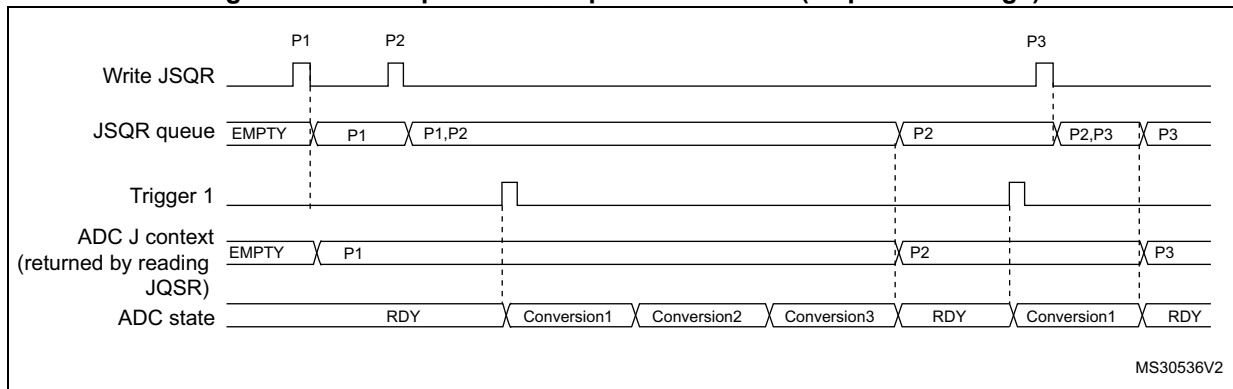 P1 P2 P3
Write JSQR
JSQR queue EMPTY P1 P1,P2 P2 P2,P3 P3
Trigger 1
ADC J context
(returned by reading EMPTY P1 P2 P3
JQSR)
ADC state RDY Conversion1 Conversion2 Conversion3 RDY Conversion1 RDY
MS30536V2